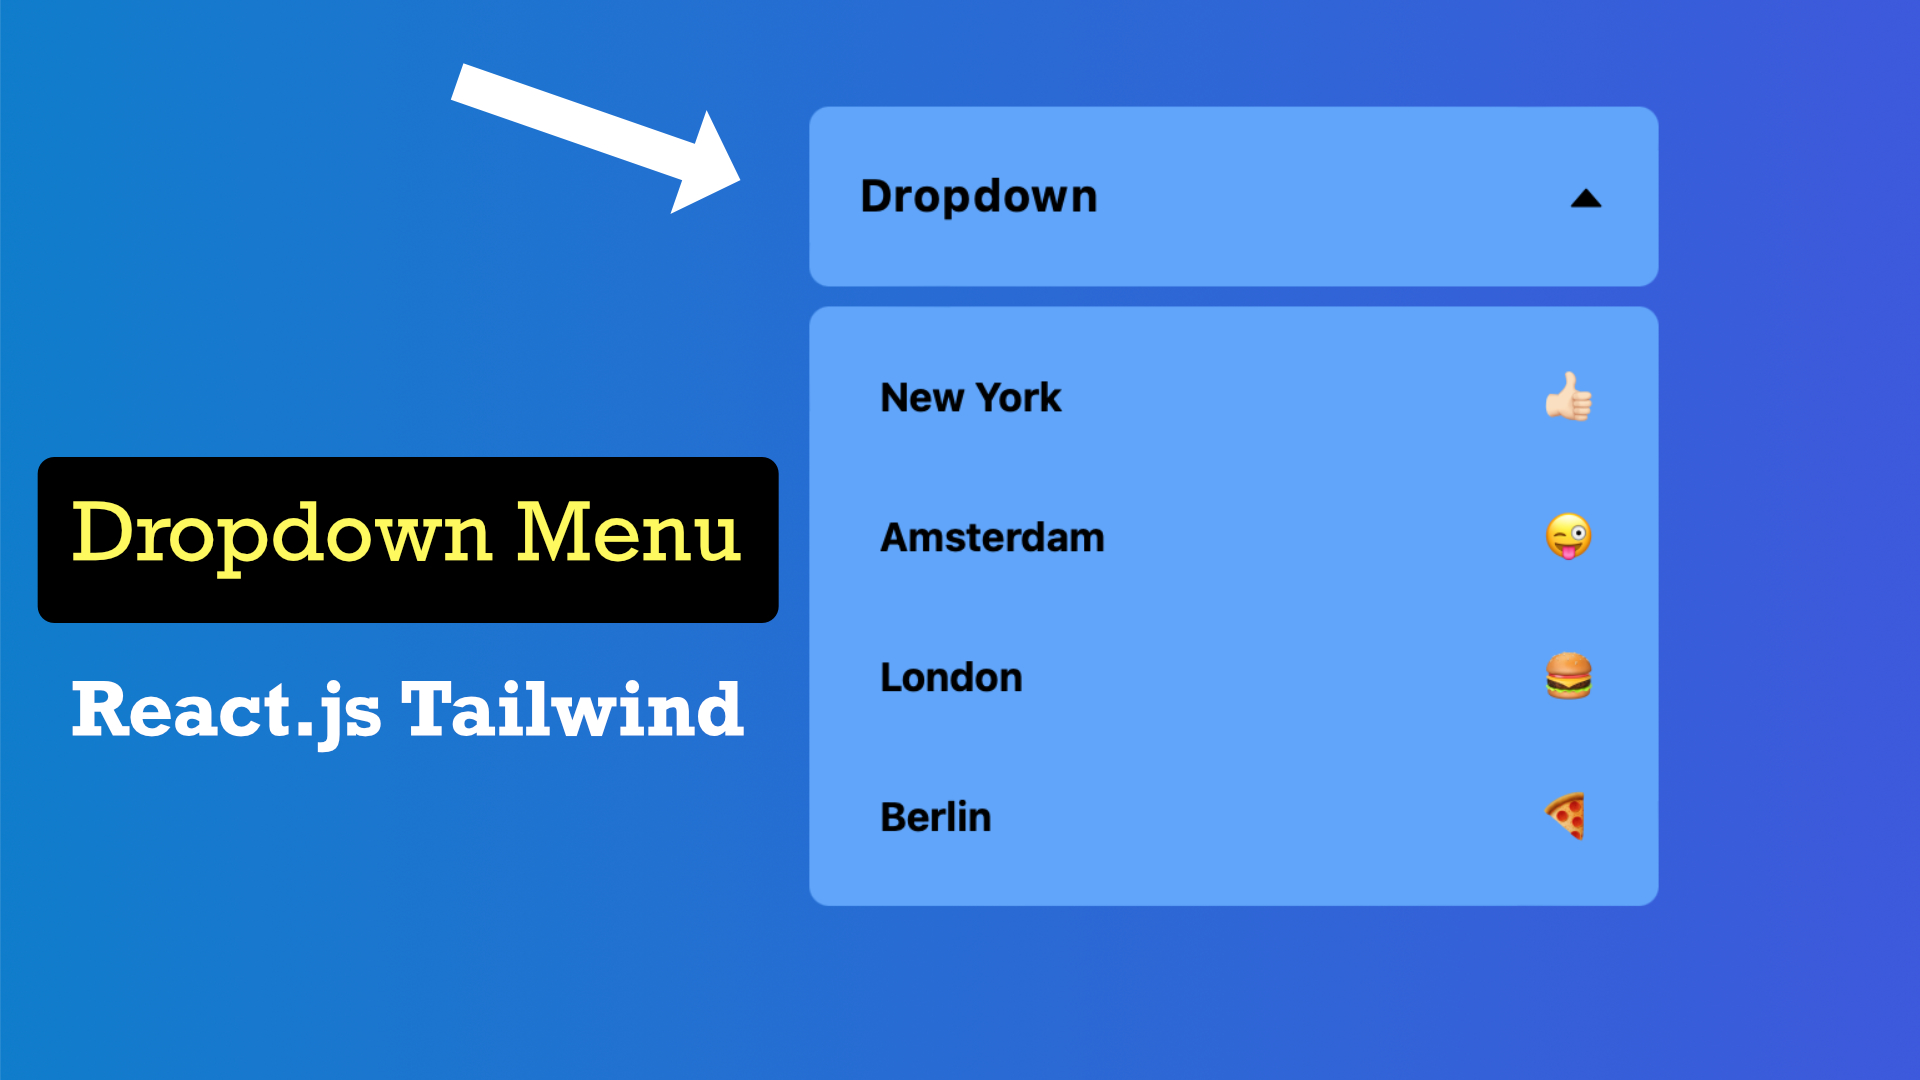 Dropdown
New York 👍🏻
Amsterdam 😜
London 🍔
Berlin 🍕
Dropdown Menu
React.js Tailwind